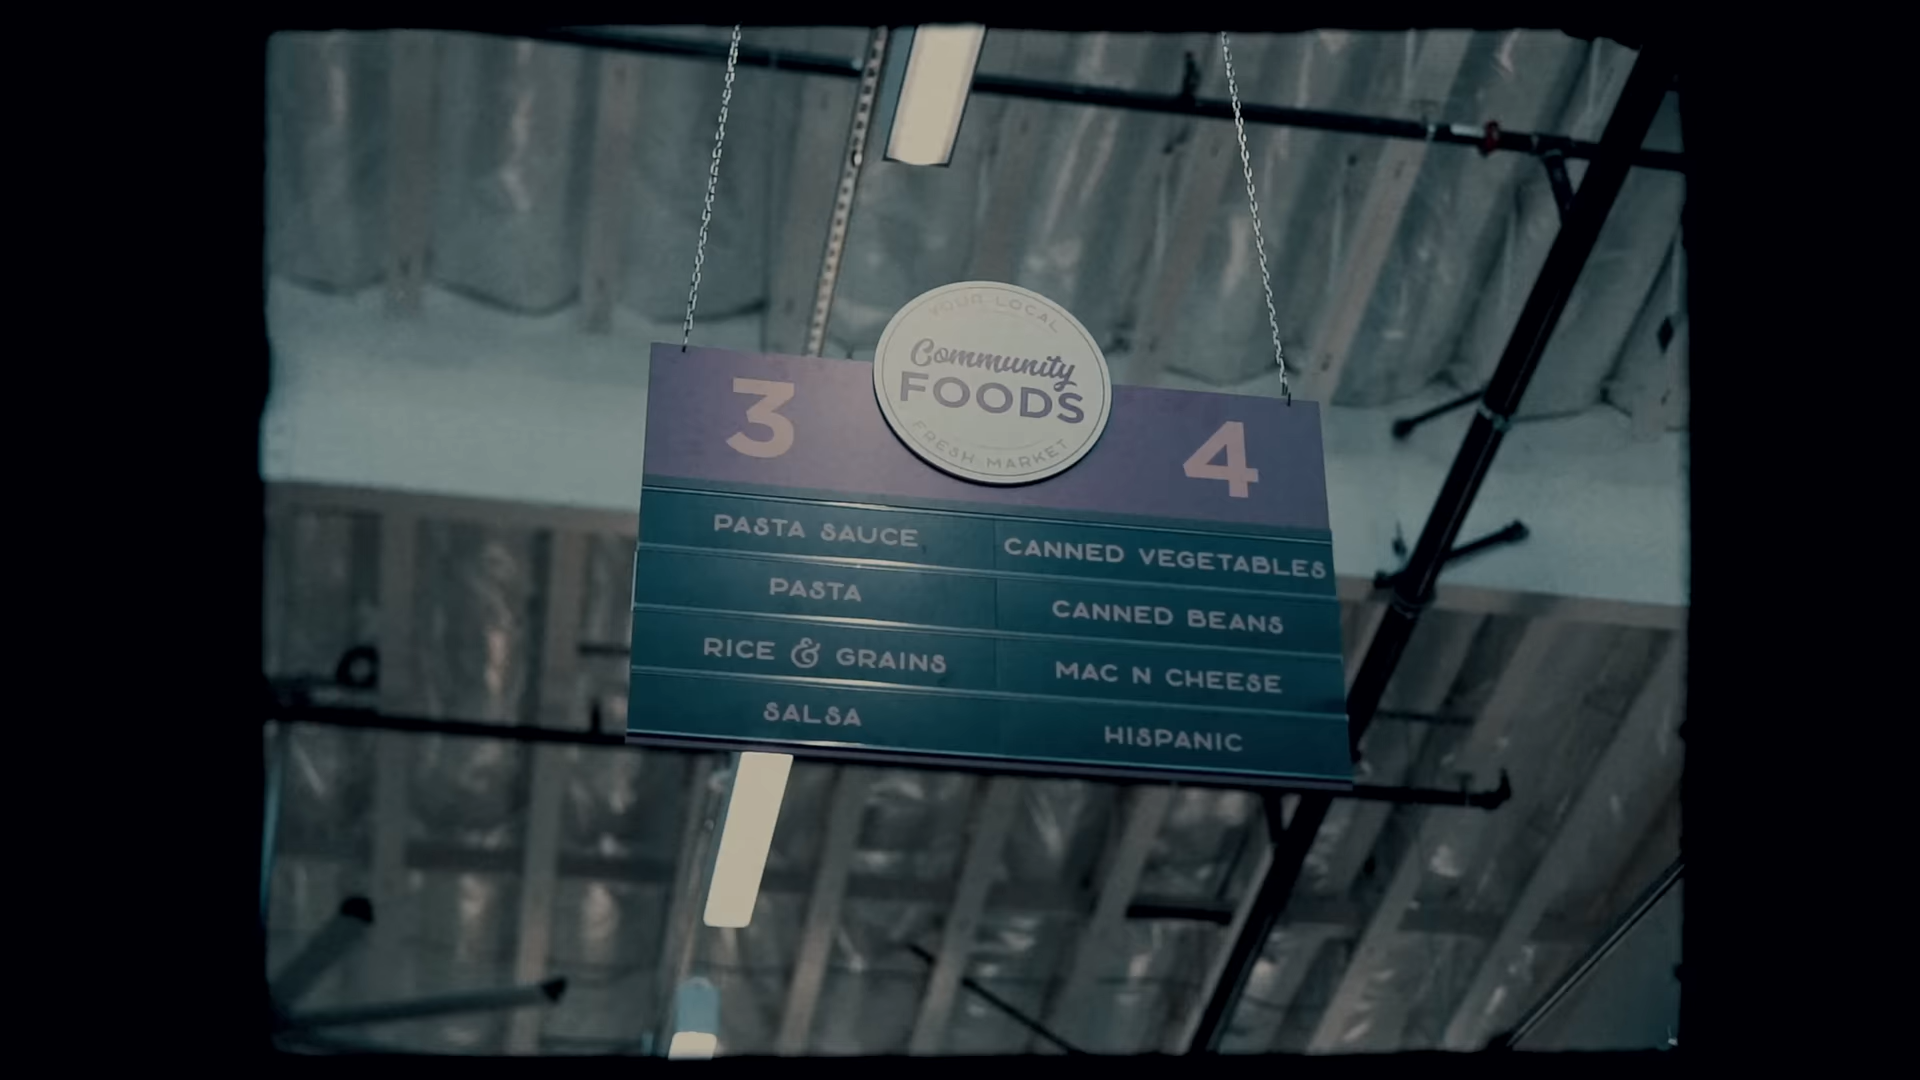 YOUR LOCAL
Community
FOODS
FRESH MARKET
3
PASTA SAUCE
PASTA
RICE & GRAINS
SALSA
4
CANNED VEGETABLES
CANNED BEANS
MAC N CHEESE
HISPANIC